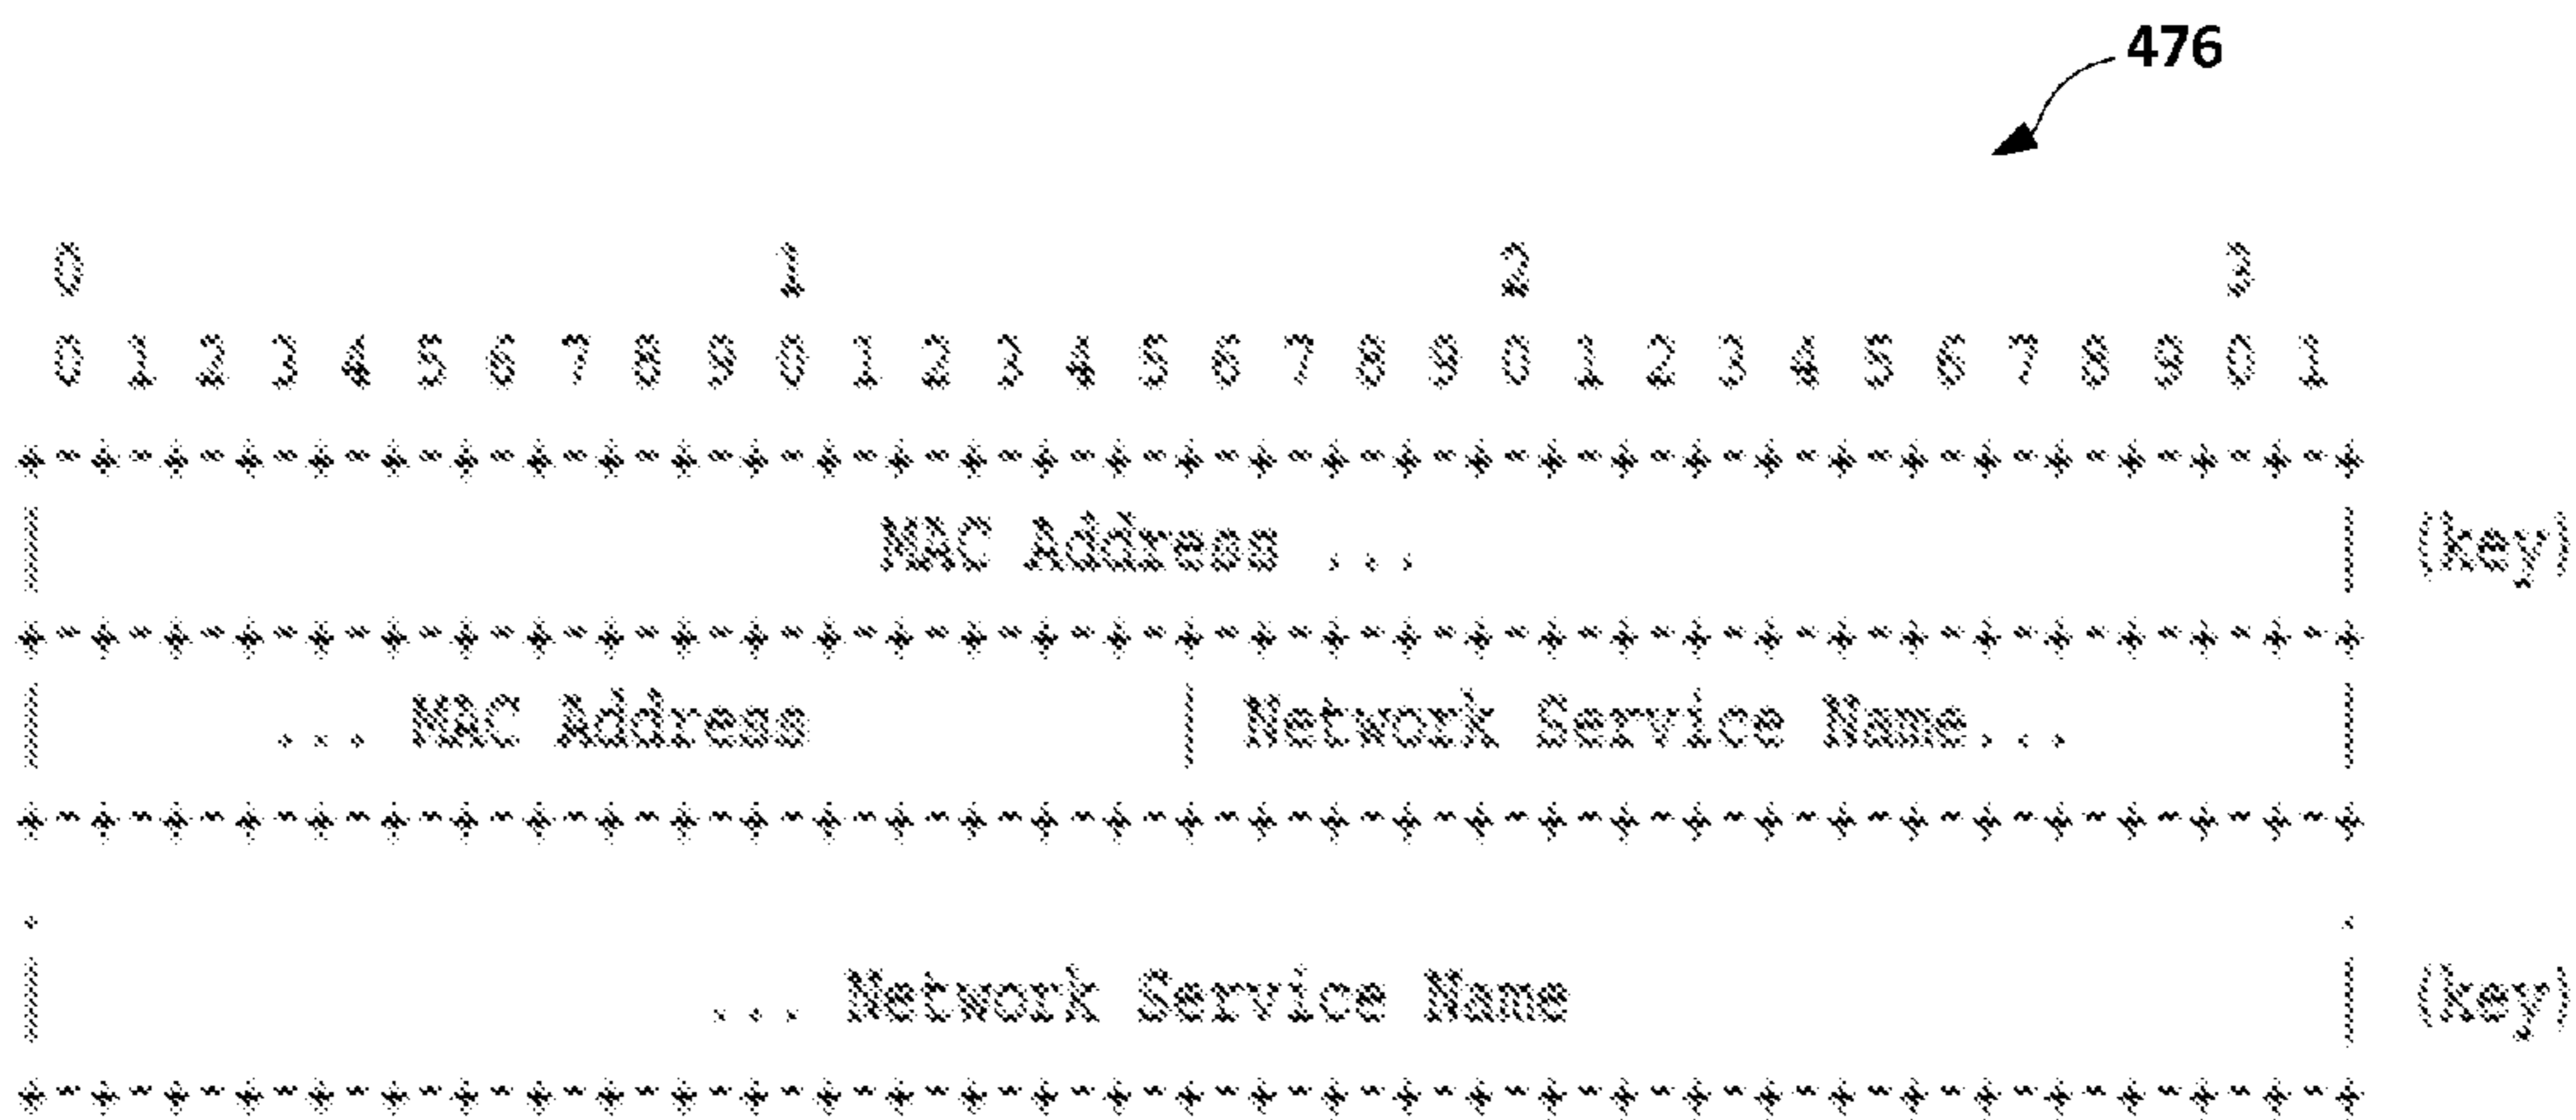 476
0 1 2 3
0 1 2 3 4 5 6 7 8 9 0 1 2 3 4 5 6 7 8 9 0 1 2 3 4 5 6 7 8 9 0 1
+-+-+-+-+-+-+-+-+-+-+-+-+-+-+-+-+-+-+-+-+-+-+-+-+-+-+-+-+-+-+-+-+
| MAC Address ... | (key)
+-+-+-+-+-+-+-+-+-+-+-+-+-+-+-+-+-+-+-+-+-+-+-+-+-+-+-+-+-+-+-+-+
| ... MAC Address | Network Service Name... |
+-+-+-+-+-+-+-+-+-+-+-+-+-+-+-+-+-+-+-+-+-+-+-+-+-+-+-+-+-+-+-+-+
. .
| ... Network Service Name | (key)
+-+-+-+-+-+-+-+-+-+-+-+-+-+-+-+-+-+-+-+-+-+-+-+-+-+-+-+-+-+-+-+-+